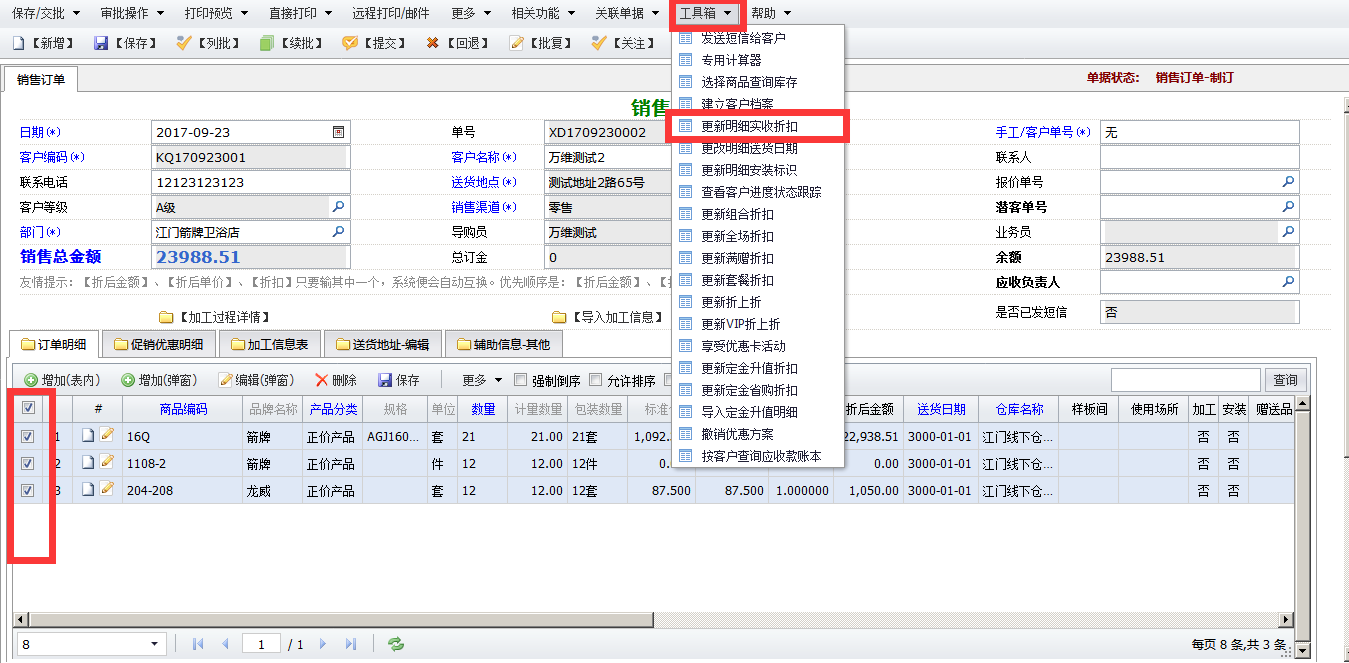 保存/交批 审批操作 打印预览 直接打印 远程打印/邮件 更多 相关功能 关联单据 工具箱 帮助
【新增】 【保存】 【列批】 【续批】 【提交】 【回退】 【批复】 【关注】
发送短信给客户
专用计算器
选择商品查询库存
建立客户档案
更新明细实收折扣
更改明细送货日期
更新明细安装标识
查看客户进度状态跟踪
更新组合折扣
更新全场折扣
更新满赠折扣
更新套餐折扣
更新折上折
更新VIP折上折
享受优惠卡活动
更新定金升值折扣
更新定金省购折扣
导入定金升值明细
撤销优惠方案
按客户查询应收款账本
销售订单 单据状态: 销售订单-制订
销售
日期(*) 2017-09-23 单号 XD1709230002 手工/客户单号(*) 无
客户编码(*) KQ170923001 客户名称(*) 万维测试2 联系人
联系电话 12123123123 送货地点(*) 测试地址2路65号 报价单号
客户等级 A级 销售渠道(*) 零售 潜客单号
部门(*) 江门箭牌卫浴店 导购员 万维测试 业务员
销售总金额 23988.51 总订金 0 余额 23988.51
友情提示:【折后金额】、【折后单价】、【折扣】只要输其中一个，系统便会自动互换。优先顺序是:【折后金额】、 应收负责人
【加工过程详情】 【导入加工信息】 是否已发短信 否
订单明细 促销优惠明细 加工信息表 送货地址-编辑 辅助信息-其他
增加(表内) 增加(弹窗) 编辑(弹窗) 删除 保存 更多 强制倒序 允许排序 查询
# 商品编码 品牌名称 产品分类 规格 单位 数量 计量数量 包装数量 标准 折后金额 送货日期 仓库名称 样板间 使用场所 加工 安装 赠送品
1 16Q 箭牌 正价产品 AGJ160... 套 21 21.00 21套 1,092. 22,938.51 3000-01-01 江门线下仓... 否 否
2 1108-2 箭牌 正价产品 件 12 12.00 12件 0. 0.00 3000-01-01 江门线下仓... 否 否
3 204-208 龙威 正价产品 套 12 12.00 12套 87.500 87.500 1.000000 1,050.00 3000-01-01 江门线下仓... 否 否
8 1 / 1 每页 8 条,共 3 条